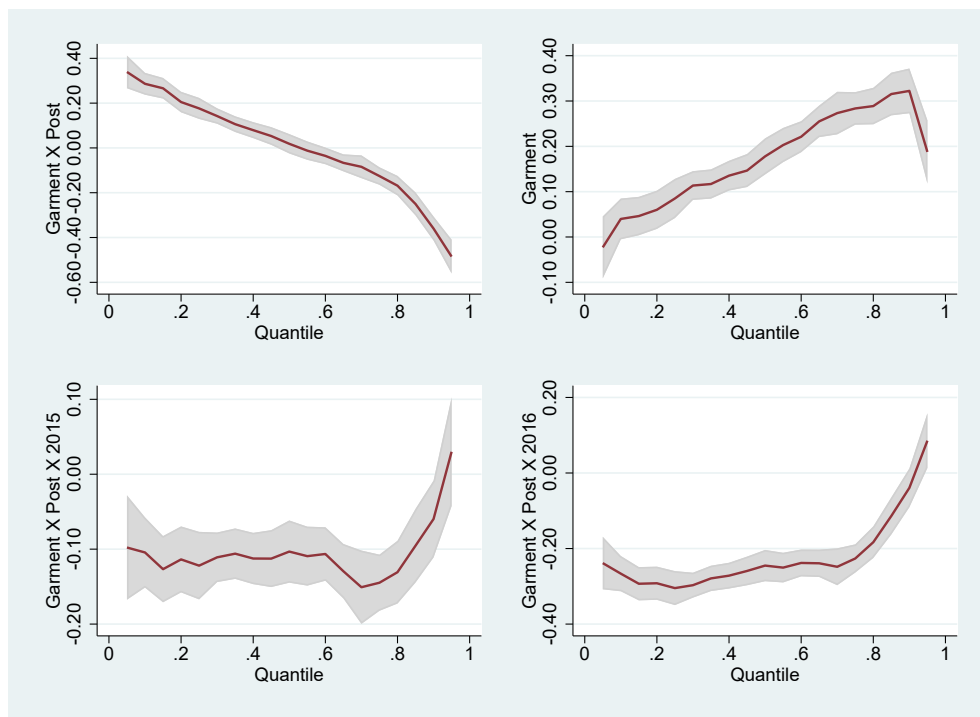 Garment X Post
0.40
0.20
0.00
-0.20
-0.40
-0.60
0 .2 .4 .6 .8 1
Quantile
Garment
0.40
0.30
0.20
0.10
0.00
-0.10
0 .2 .4 .6 .8 1
Quantile
Garment X Post X 2015
0.10
0.00
-0.10
-0.20
0 .2 .4 .6 .8 1
Quantile
Garment X Post X 2016
0.20
0.00
-0.20
-0.40
0 .2 .4 .6 .8 1
Quantile